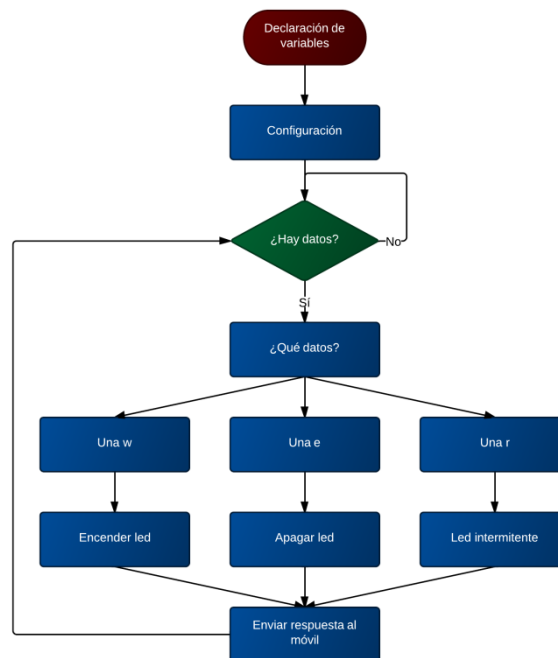 Declaración de
variables
Configuración
¿Hay datos?
No
Sí
¿Qué datos?
Una w
Una e
Una r
Encender led
Apagar led
Led intermitente
Enviar respuesta al
móvil